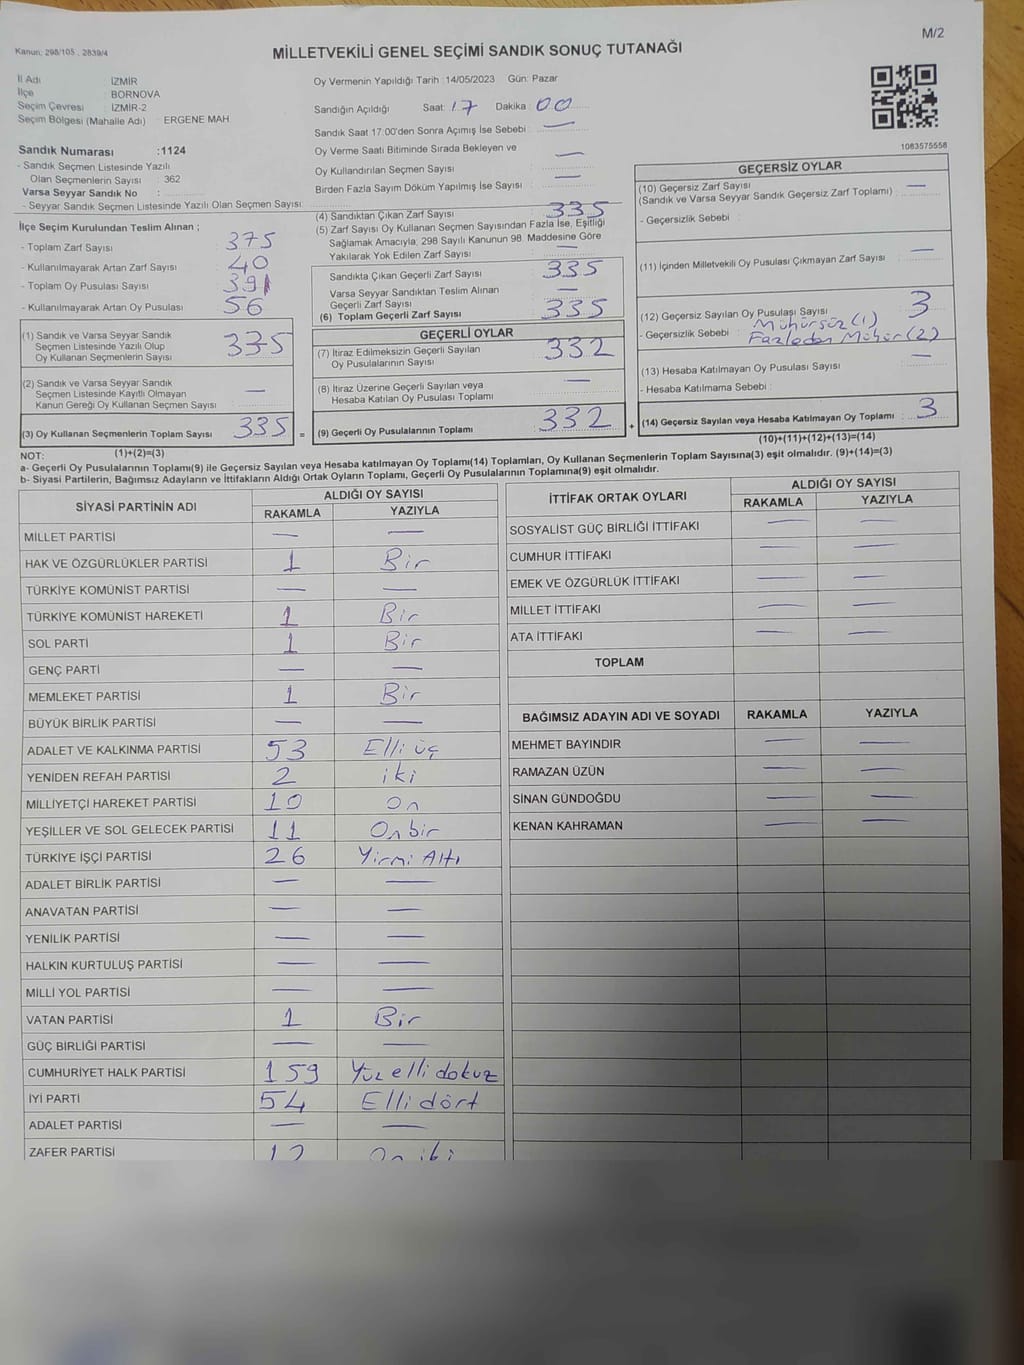 M/2
Kanun: 298/105 , 2839/4
MİLLETVEKİLİ GENEL SEÇİMİ SANDIK SONUÇ TUTANAĞI
İl Adı : İZMİR
İlçe : BORNOVA
Seçim Çevresi : İZMİR-2
Seçim Bölgesi (Mahalle Adı) : ERGENE MAH
Sandık Numarası :1124
- Sandık Seçmen Listesinde Yazılı
Olan Seçmenlerin Sayısı : 362
Varsa Seyyar Sandık No :
- Seyyar Sandık Seçmen Listesinde Yazılı Olan Seçmen Sayısı:
Oy Vermenin Yapıldığı Tarih :14/05/2023 Gün: Pazar
Sandığın Açıldığı Saat: 17 Dakika : 00
Sandık Saat 17:00'den Sonra Açımış İse Sebebi : —
Oy Verme Saati Bitiminde Sırada Bekleyen ve
Oy Kullandırılan Seçmen Sayısı —
Birden Fazla Sayım Döküm Yapılmış İse Sayısı —
1083575558
İlçe Seçim Kurulundan Teslim Alınan ;
- Toplam Zarf Sayısı : 375
- Kullanılmayarak Artan Zarf Sayısı : 40
- Toplam Oy Pusulası Sayısı : 391
- Kullanılmayarak Artan Oy Pusulası : 56
(1) Sandık ve Varsa Seyyar Sandık
Seçmen Listesinde Yazılı Olup
Oy Kullanan Seçmenlerin Sayısı : 335
(2) Sandık ve Varsa Seyyar Sandık
Seçmen Listesinde Kayıtlı Olmayan
Kanun Gereği Oy Kullanan Seçmen Sayısı : —
(3) Oy Kullanan Seçmenlerin Toplam Sayısı : 335
(1)+(2)=(3)
(4) Sandıktan Çıkan Zarf Sayısı 335
(5) Zarf Sayısı Oy Kullanan Seçmen Sayısından Fazla İse, Eşitliği
Sağlamak Amacıyla, 298 Sayılı Kanunun 98. Maddesine Göre
Yakılarak Yok Edilen Zarf Sayısı : —
Sandıkta Çıkan Geçerli Zarf Sayısı : 335
Varsa Seyyar Sandıktan Teslim Alınan
Geçerli Zarf Sayısı : —
(6) Toplam Geçerli Zarf Sayısı : 335
GEÇERLİ OYLAR
(7) İtiraz Edilmeksizin Geçerli Sayılan
Oy Pusulalarının Sayısı : 332
(8) İtiraz Üzerine Geçerli Sayılan veya
Hesaba Katılan Oy Pusulası Toplamı : —
= (9) Geçerli Oy Pusulalarının Toplamı : 332 +
GEÇERSİZ OYLAR
(10) Geçersiz Zarf Sayısı : —
(Sandık ve Varsa Seyyar Sandık Geçersiz Zarf Toplamı)
- Geçersizlik Sebebi :
(11) İçinden Milletvekili Oy Pusulası Çıkmayan Zarf Sayısı : —
(12) Geçersiz Sayılan Oy Pusulası Sayısı : 3
- Geçersizlik Sebebi : Mühürsüz (1)
Fazladan Mühür (2)
(13) Hesaba Katılmayan Oy Pusulası Sayısı : —
- Hesaba Katılmama Sebebi :
(14) Geçersiz Sayılan veya Hesaba Katılmayan Oy Toplamı : 3
(10)+(11)+(12)+(13)=(14)
NOT:
a- Geçerli Oy Pusulalarının Toplamı(9) ile Geçersiz Sayılan veya Hesaba katılmayan Oy Toplamı(14) Toplamları, Oy Kullanan Seçmenlerin Toplam Sayısına(3) eşit olmalıdır. (9)+(14)=(3)
b- Siyasi Partilerin, Bağımsız Adayların ve İttifakların Aldığı Ortak Oyların Toplamı, Geçerli Oy Pusulalarının Toplamına(9) eşit olmalıdır.
SİYASİ PARTİNİN ADI ALDIĞI OY SAYISI
RAKAMLA YAZIYLA
MİLLET PARTİSİ — —
HAK VE ÖZGÜRLÜKLER PARTİSİ 1 Bir
TÜRKİYE KOMÜNİST PARTİSİ — —
TÜRKİYE KOMÜNİST HAREKETİ 1 Bir
SOL PARTİ 1 Bir
GENÇ PARTİ — —
MEMLEKET PARTİSİ 1 Bir
BÜYÜK BİRLİK PARTİSİ — —
ADALET VE KALKINMA PARTİSİ 53 Elli üç
YENİDEN REFAH PARTİSİ 2 iki
MİLLİYETÇİ HAREKET PARTİSİ 10 On
YEŞİLLER VE SOL GELECEK PARTİSİ 11 On bir
TÜRKİYE İŞÇİ PARTİSİ 26 Yirmi Altı
ADALET BİRLİK PARTİSİ — —
ANAVATAN PARTİSİ — —
YENİLİK PARTİSİ — —
HALKIN KURTULUŞ PARTİSİ — —
MİLLİ YOL PARTİSİ — —
VATAN PARTİSİ 1 Bir
GÜÇ BİRLİĞİ PARTİSİ — —
CUMHURİYET HALK PARTİSİ 159 Yüz elli dokuz
İYİ PARTİ 54 Elli dört
ADALET PARTİSİ — —
ZAFER PARTİSİ 12 On iki
İTTİFAK ORTAK OYLARI ALDIĞI OY SAYISI
RAKAMLA YAZIYLA
SOSYALİST GÜÇ BİRLİĞİ İTTİFAKI — —
CUMHUR İTTİFAKI — —
EMEK VE ÖZGÜRLÜK İTTİFAKI — —
MİLLET İTTİFAKI — —
ATA İTTİFAKI — —
TOPLAM
BAĞIMSIZ ADAYIN ADI VE SOYADI RAKAMLA YAZIYLA
MEHMET BAYINDIR — —
RAMAZAN ÜZÜN — —
SİNAN GÜNDOĞDU — —
KENAN KAHRAMAN — —